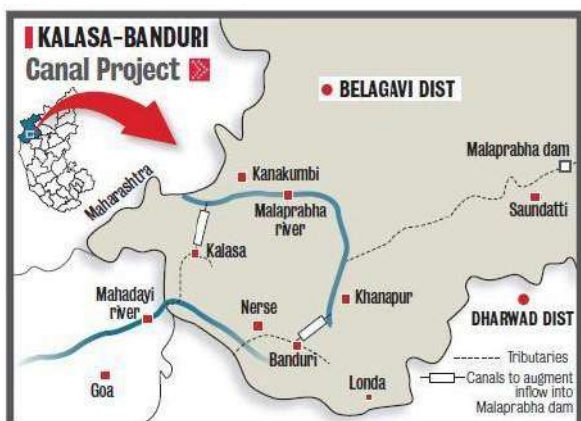 KALASA-BANDURI
Canal Project
BELAGAVI DIST
Malaprabha dam
Kanakumbi
Maharashtra
Malaprabha
river
Saundatti
Kalasa
Mahadayi
river
Nerse
Khanapur
DHARWAD DIST
Banduri
Tributaries
Goa
Londa
Canals to augment
inflow into
Malaprabha dam